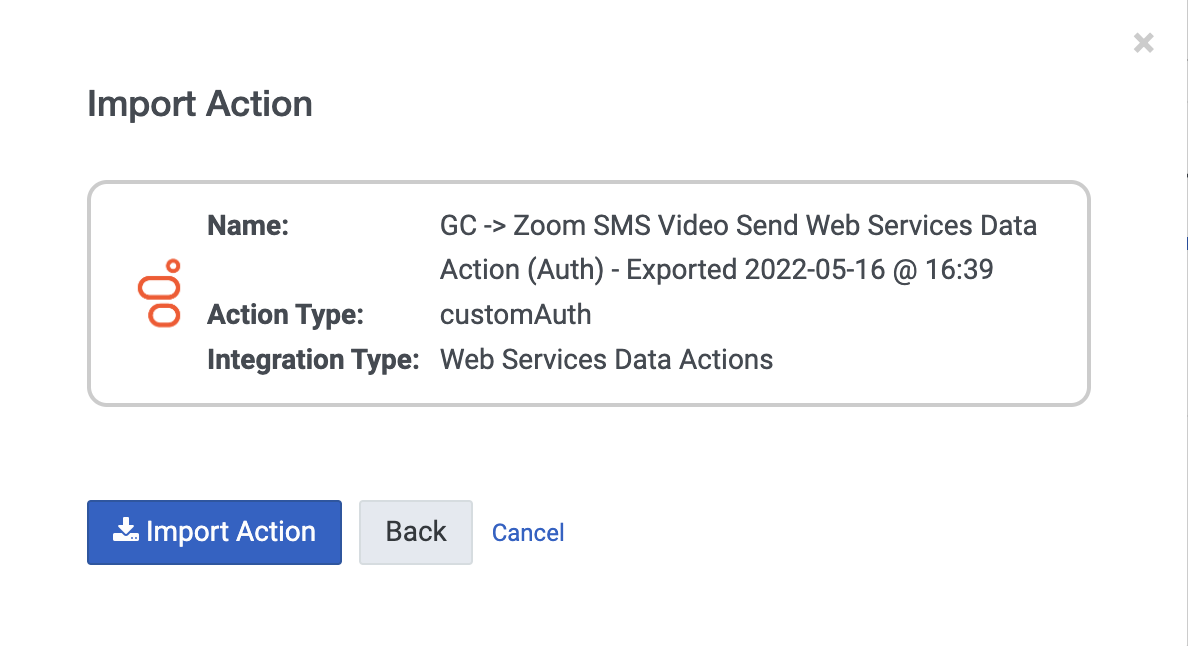 Import Action
Name: GC -> Zoom SMS Video Send Web Services Data
Action (Auth) - Exported 2022-05-16 @ 16:39
Action Type: customAuth
Integration Type: Web Services Data Actions
Import Action Back Cancel